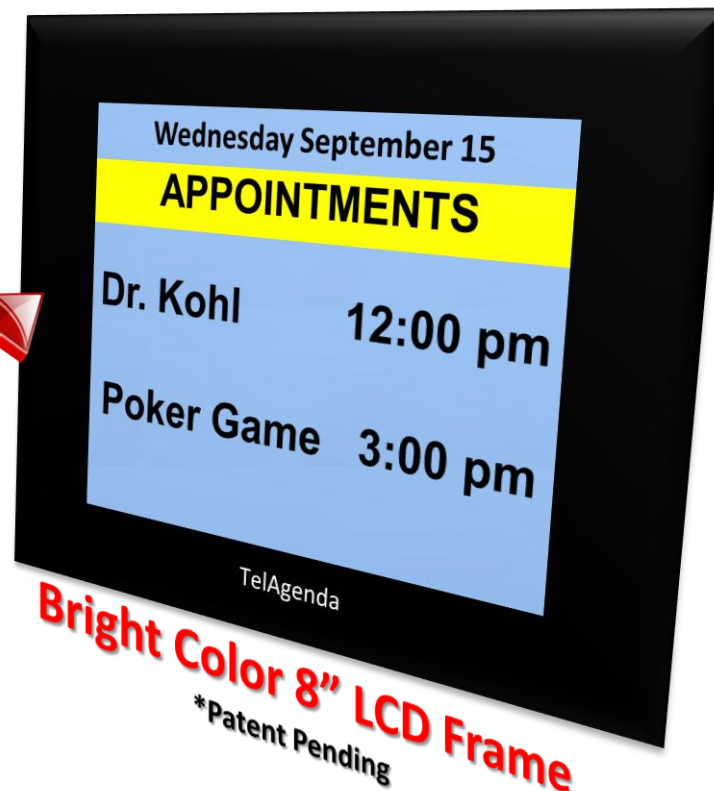 Wednesday September 15
APPOINTMENTS
Dr. Kohl 12:00 pm
Poker Game 3:00 pm
TelAgenda
Bright Color 8” LCD Frame
*Patent Pending